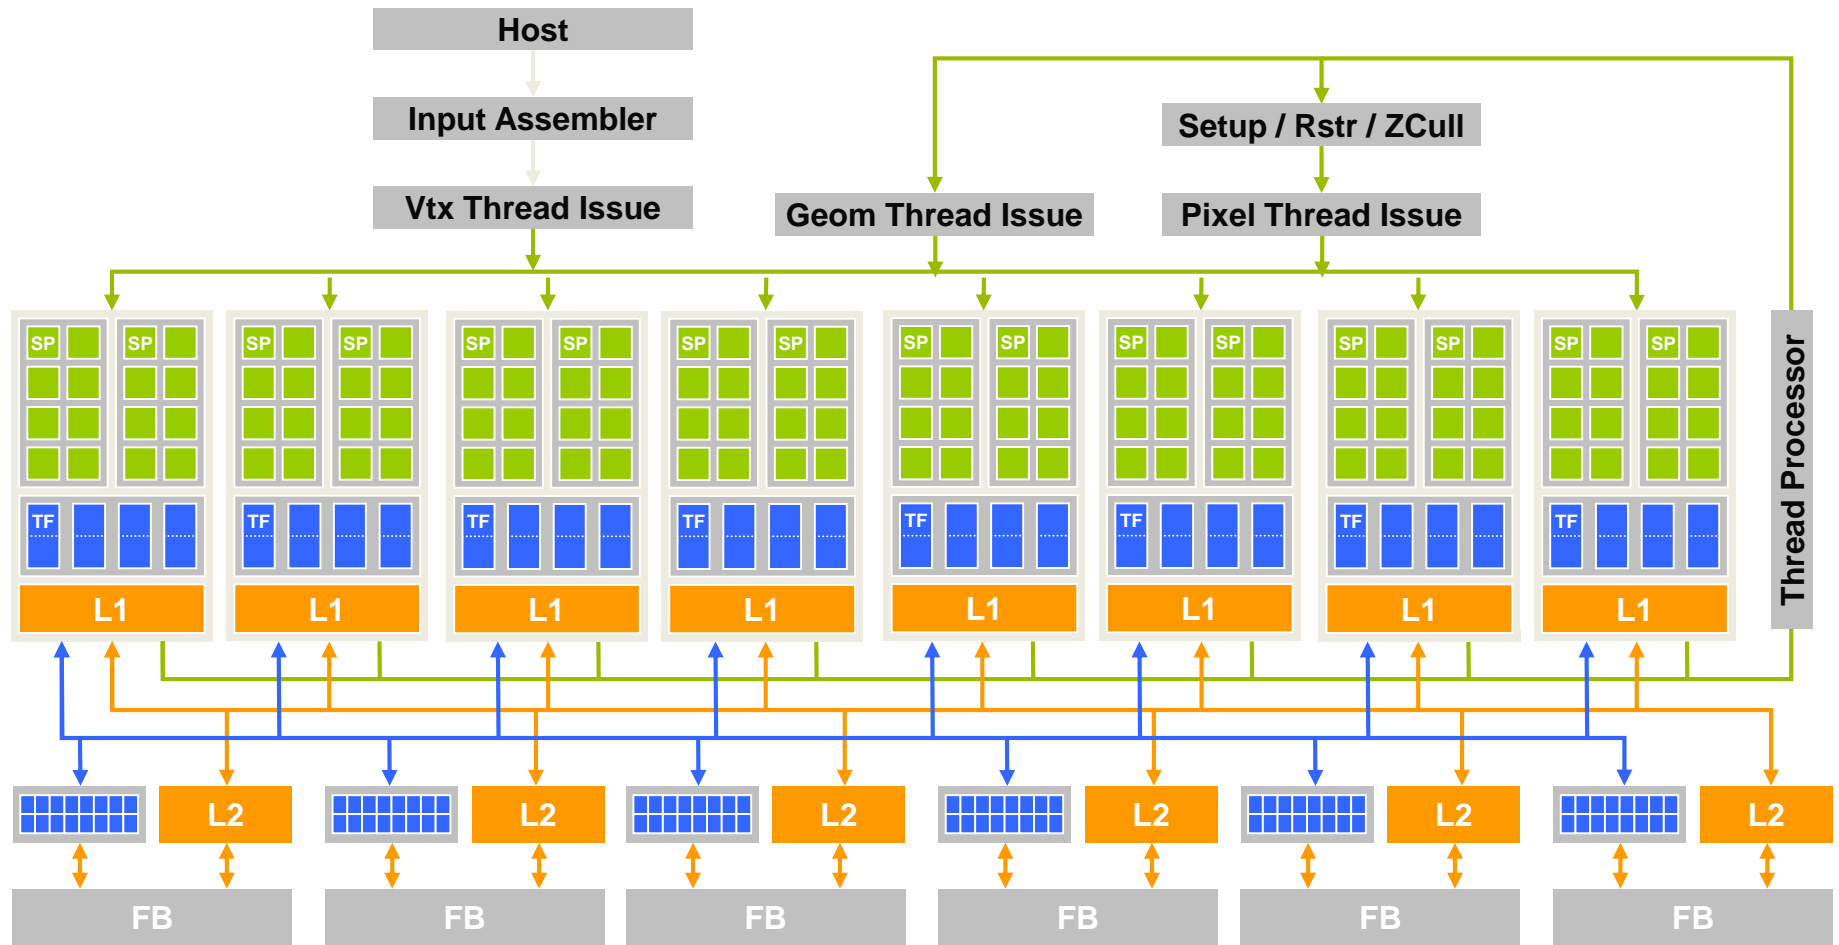 Host
Input Assembler
Setup / Rstr / ZCull
Vtx Thread Issue
Geom Thread Issue
Pixel Thread Issue
SP SP SP SP SP SP SP SP SP SP SP SP SP SP SP SP
Thread Processor
TF TF TF TF TF TF TF TF
L1 L1 L1 L1 L1 L1 L1 L1
L2 L2 L2 L2 L2 L2
FB FB FB FB FB FB